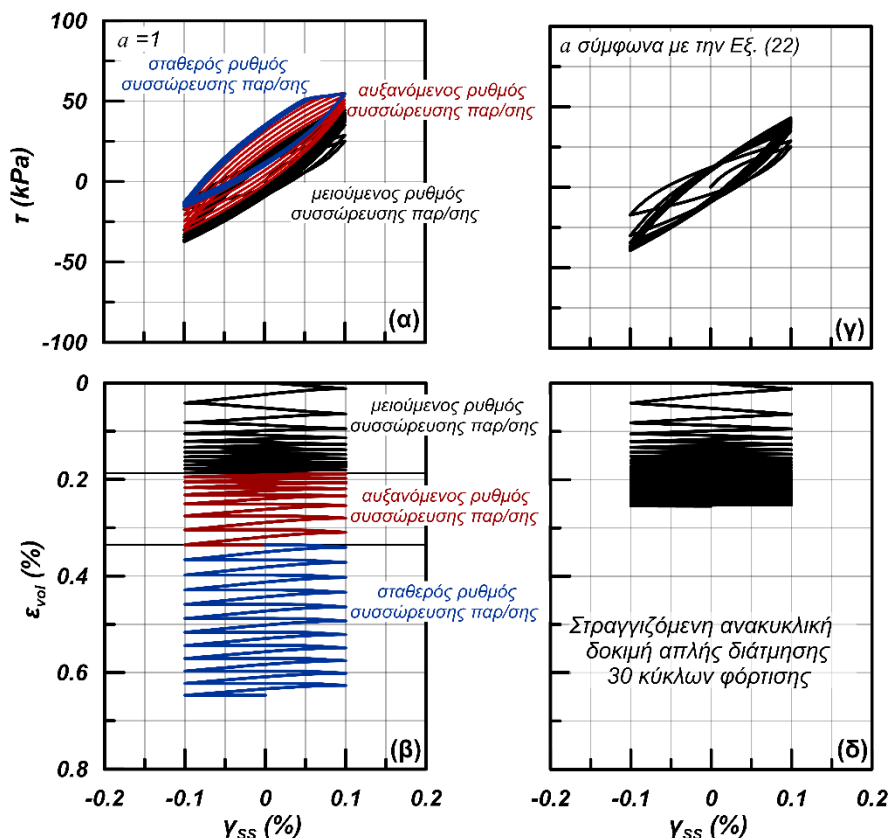 a =1
σταθερός ρυθμός
συσσώρευσης παρ/σης
αυξανόμενος ρυθμός
συσσώρευσης παρ/σης
μειούμενος ρυθμός
συσσώρευσης παρ/σης
100
50
0
-50
-100
τ (kPa)
(α)
a σύμφωνα με την Εξ. (22)
(γ)
0
0.2
0.4
0.6
0.8
εvol (%)
μειούμενος ρυθμός
συσσώρευσης παρ/σης
αυξανόμενος ρυθμός
συσσώρευσης παρ/σης
σταθερός ρυθμός
συσσώρευσης παρ/σης
(β)
-0.2 -0.1 0 0.1 0.2
γSS (%)
Στραγγιζόμενη ανακυκλική
δοκιμή απλής διάτμησης
30 κύκλων φόρτισης
(δ)
-0.2 -0.1 0 0.1 0.2
γSS (%)